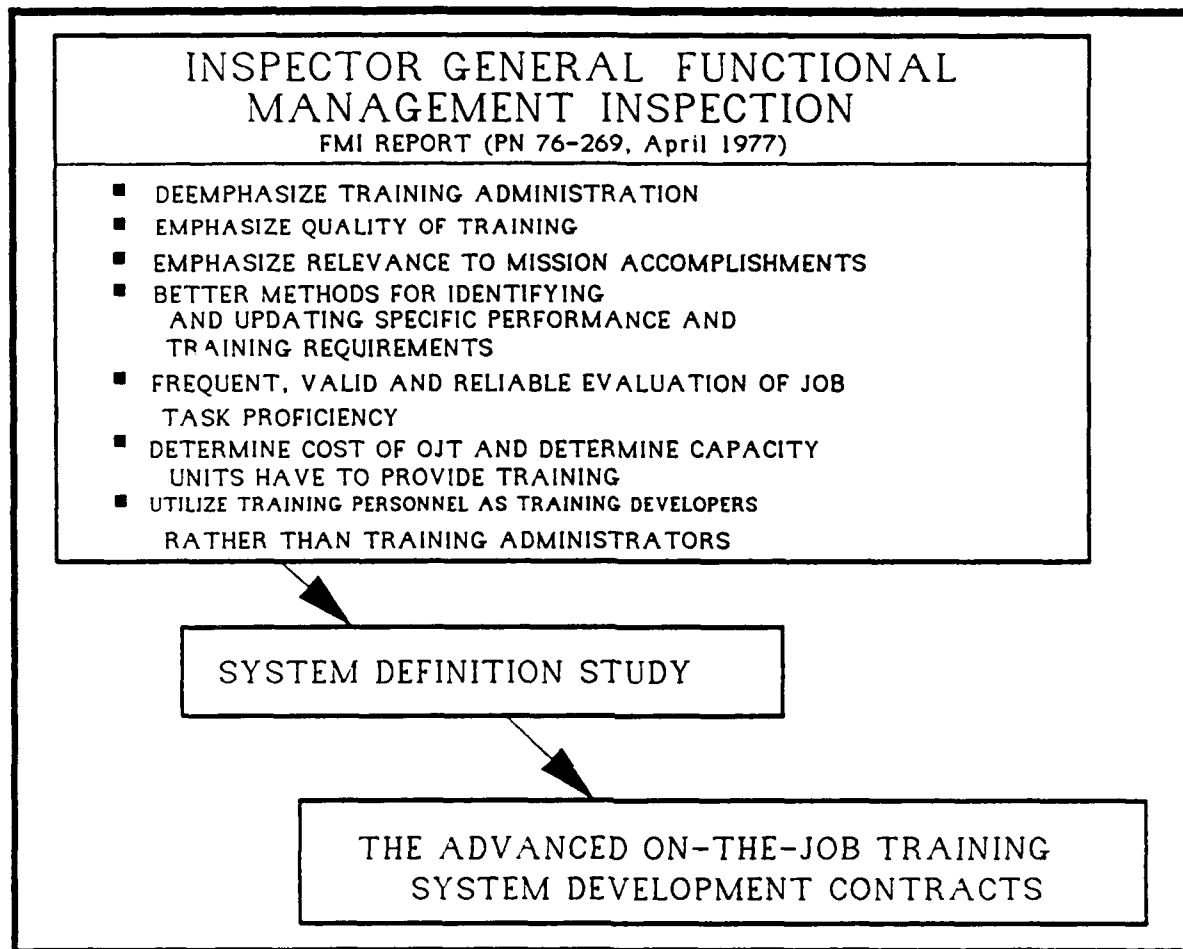 INSPECTOR GENERAL FUNCTIONAL
MANAGEMENT INSPECTION
FMI REPORT (PN 76-269, April 1977)
▪ DEEMPHASIZE TRAINING ADMINISTRATION
▪ EMPHASIZE QUALITY OF TRAINING
▪ EMPHASIZE RELEVANCE TO MISSION ACCOMPLISHMENTS
▪ BETTER METHODS FOR IDENTIFYING
AND UPDATING SPECIFIC PERFORMANCE AND
TRAINING REQUIREMENTS
▪ FREQUENT, VALID AND RELIABLE EVALUATION OF JOB
TASK PROFICIENCY
▪ DETERMINE COST OF OJT AND DETERMINE CAPACITY
UNITS HAVE TO PROVIDE TRAINING
▪ UTILIZE TRAINING PERSONNEL AS TRAINING DEVELOPERS
RATHER THAN TRAINING ADMINISTRATORS
SYSTEM DEFINITION STUDY
THE ADVANCED ON-THE-JOB TRAINING
SYSTEM DEVELOPMENT CONTRACTS